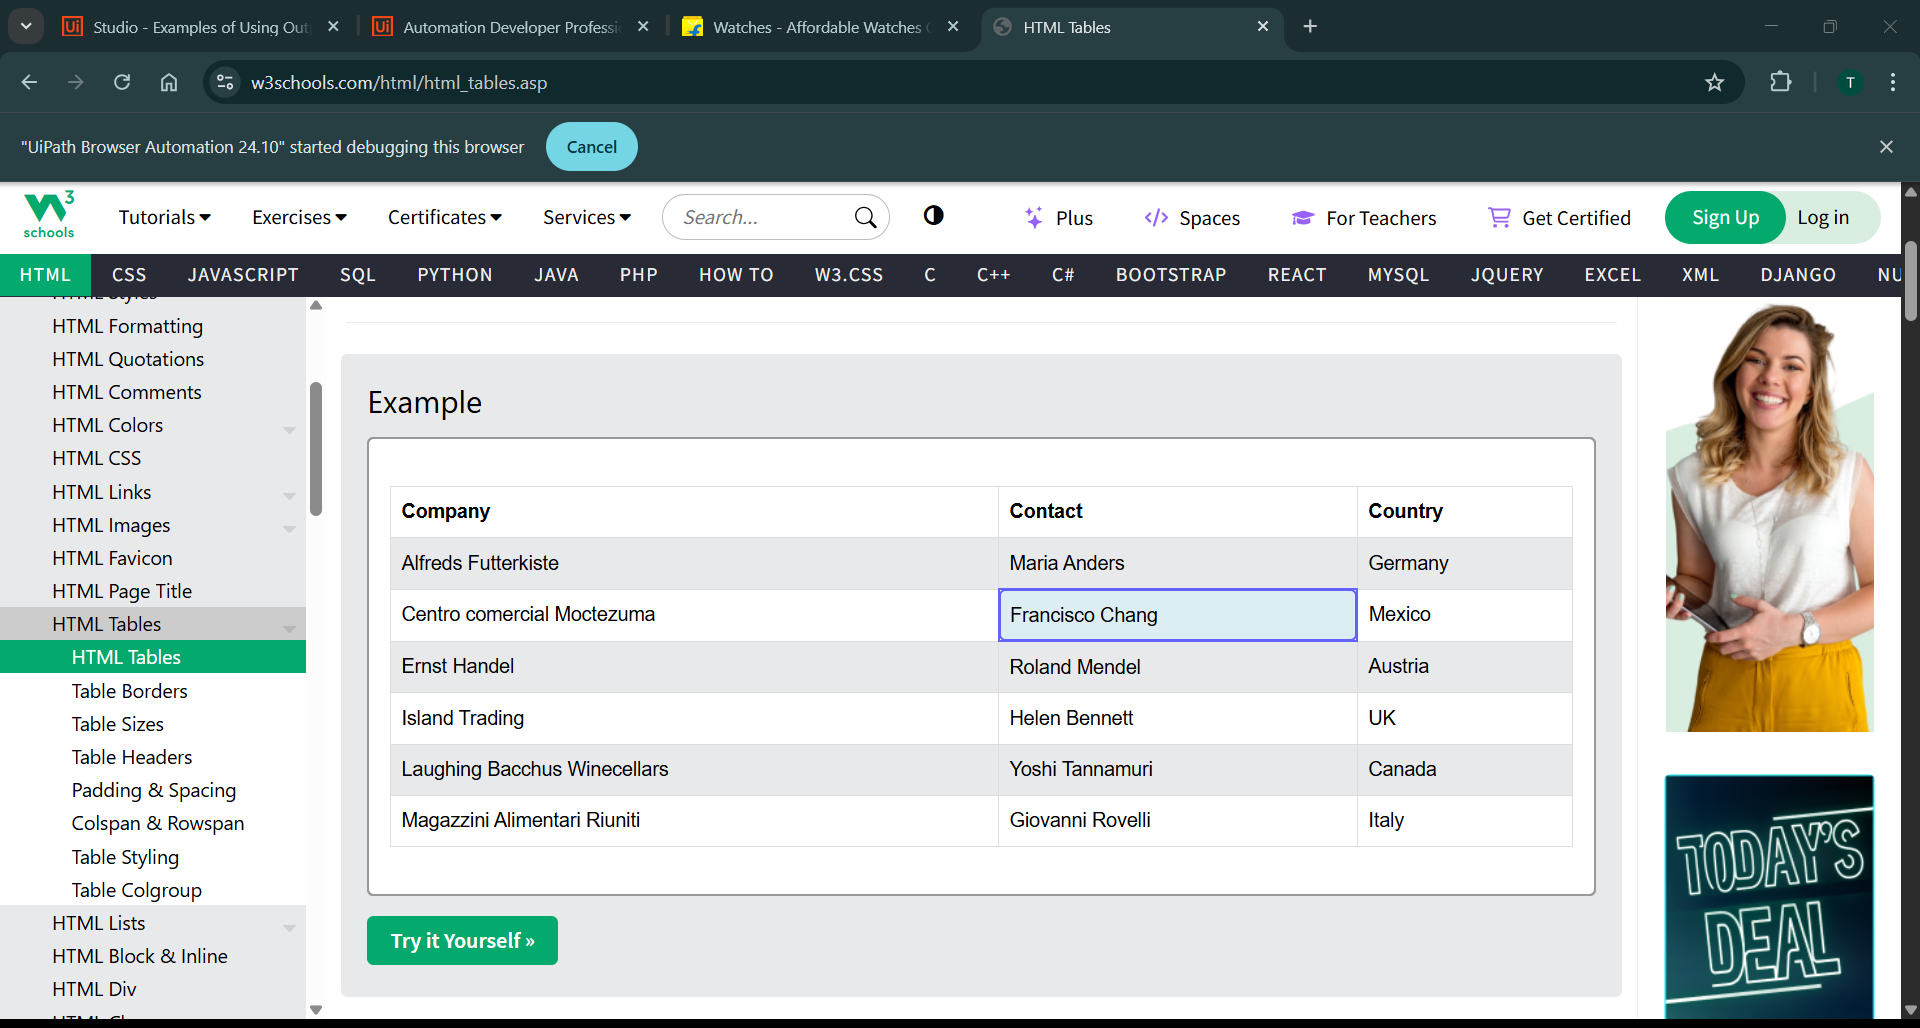 Studio - Examples of Using Out
Automation Developer Professi
Watches - Affordable Watches
HTML Tables
w3schools.com/html/html_tables.asp
T
"UiPath Browser Automation 24.10" started debugging this browser
Cancel
3
schools
Tutorials
Exercises
Certificates
Services
Search...
Plus
Spaces
For Teachers
Get Certified
Sign Up
Log in
HTML CSS JAVASCRIPT SQL PYTHON JAVA PHP HOW TO W3.CSS C C++ C# BOOTSTRAP REACT MYSQL JQUERY EXCEL XML DJANGO NU
HTML Styles
HTML Formatting
HTML Quotations
HTML Comments
HTML Colors
HTML CSS
HTML Links
HTML Images
HTML Favicon
HTML Page Title
HTML Tables
HTML Tables
Table Borders
Table Sizes
Table Headers
Padding & Spacing
Colspan & Rowspan
Table Styling
Table Colgroup
HTML Lists
HTML Block & Inline
HTML Div
Example
Company Contact Country
Alfreds Futterkiste Maria Anders Germany
Centro comercial Moctezuma Francisco Chang Mexico
Ernst Handel Roland Mendel Austria
Island Trading Helen Bennett UK
Laughing Bacchus Winecellars Yoshi Tannamuri Canada
Magazzini Alimentari Riuniti Giovanni Rovelli Italy
Try it Yourself »
TODAY'S
DEAL